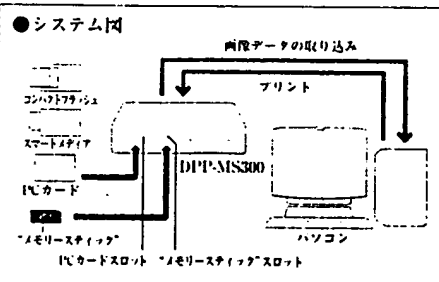 ●システム図
画像データの取り込み
プリント
コンパクトフラッシュ
スマートメディア
DPP-MS300
PCカード
パソコン
"メモリースティック"
PCカードスロット "メモリースティック"スロット